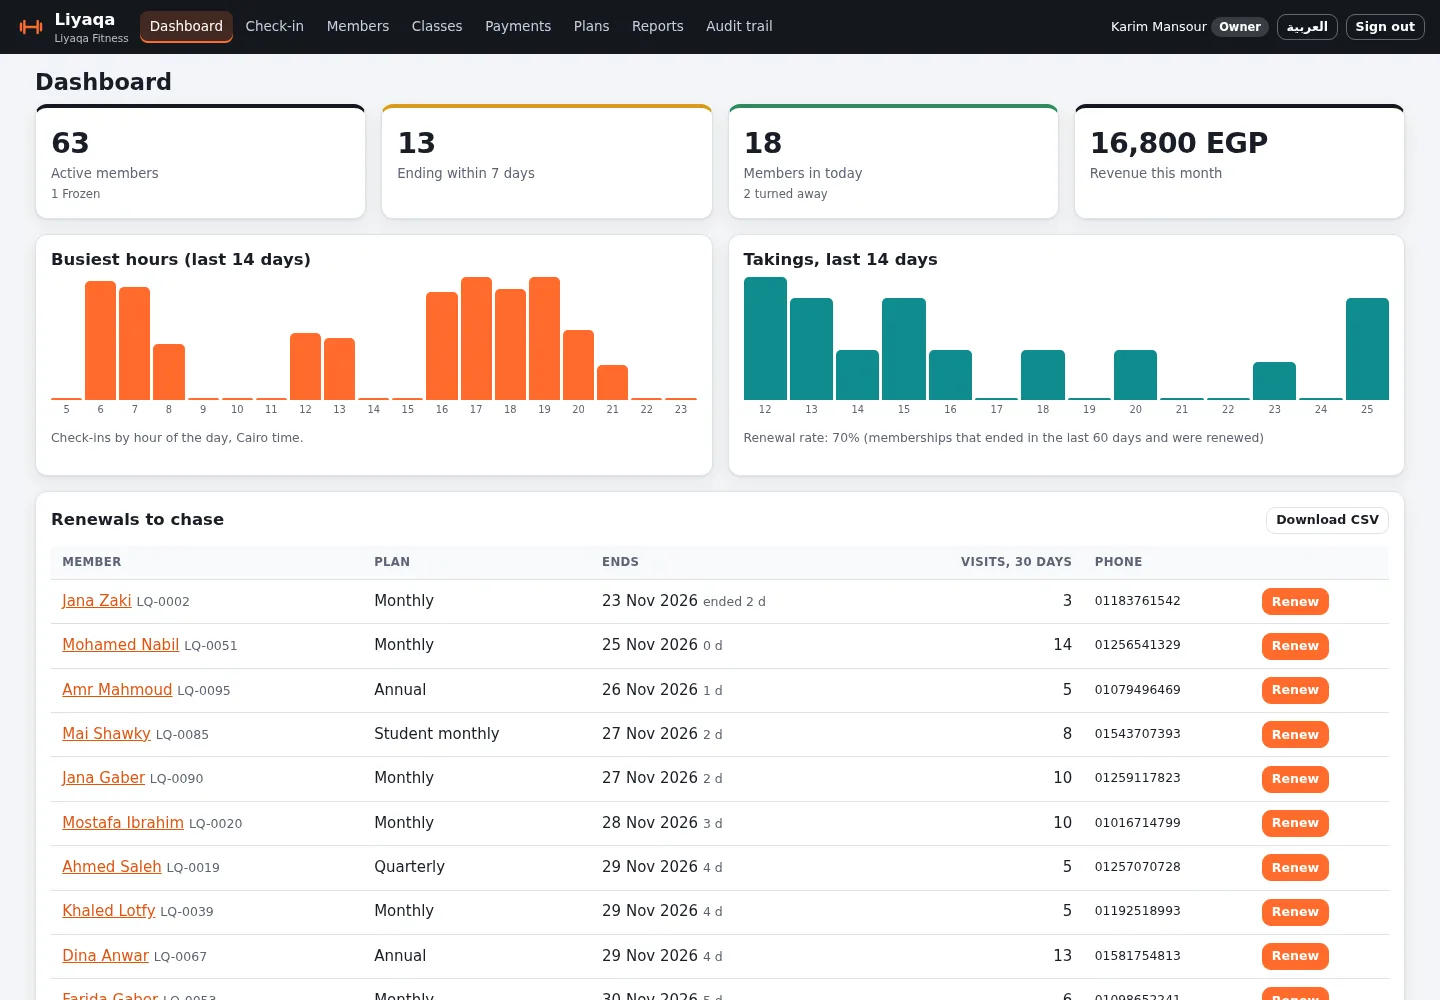 Liyaqa
Liyaqa Fitness
Dashboard Check-in Members Classes Payments Plans Reports Audit trail
Karim Mansour Owner العربية Sign out
Dashboard
63
Active members
1 Frozen
13
Ending within 7 days
18
Members in today
2 turned away
16,800 EGP
Revenue this month
Busiest hours (last 14 days)
5 6 7 8 9 10 11 12 13 14 15 16 17 18 19 20 21 22 23
Check-ins by hour of the day, Cairo time.
Takings, last 14 days
12 13 14 15 16 17 18 19 20 21 22 23 24 25
Renewal rate: 70% (memberships that ended in the last 60 days and were renewed)
Renewals to chase
Download CSV
MEMBER PLAN ENDS VISITS, 30 DAYS PHONE
Jana Zaki LQ-0002 Monthly 23 Nov 2026 ended 2 d 3 01183761542 Renew
Mohamed Nabil LQ-0051 Monthly 25 Nov 2026 0 d 14 01256541329 Renew
Amr Mahmoud LQ-0095 Annual 26 Nov 2026 1 d 5 01079496469 Renew
Mai Shawky LQ-0085 Student monthly 27 Nov 2026 2 d 8 01543707393 Renew
Jana Gaber LQ-0090 Monthly 27 Nov 2026 2 d 10 01259117823 Renew
Mostafa Ibrahim LQ-0020 Monthly 28 Nov 2026 3 d 10 01016714799 Renew
Ahmed Saleh LQ-0019 Quarterly 29 Nov 2026 4 d 5 01257070728 Renew
Khaled Lotfy LQ-0039 Monthly 29 Nov 2026 4 d 5 01192518993 Renew
Dina Anwar LQ-0067 Annual 29 Nov 2026 4 d 13 01581754813 Renew
Farida Gaber LQ-0053 Monthly 30 Nov 2026 5 d 6 01098652241 Renew